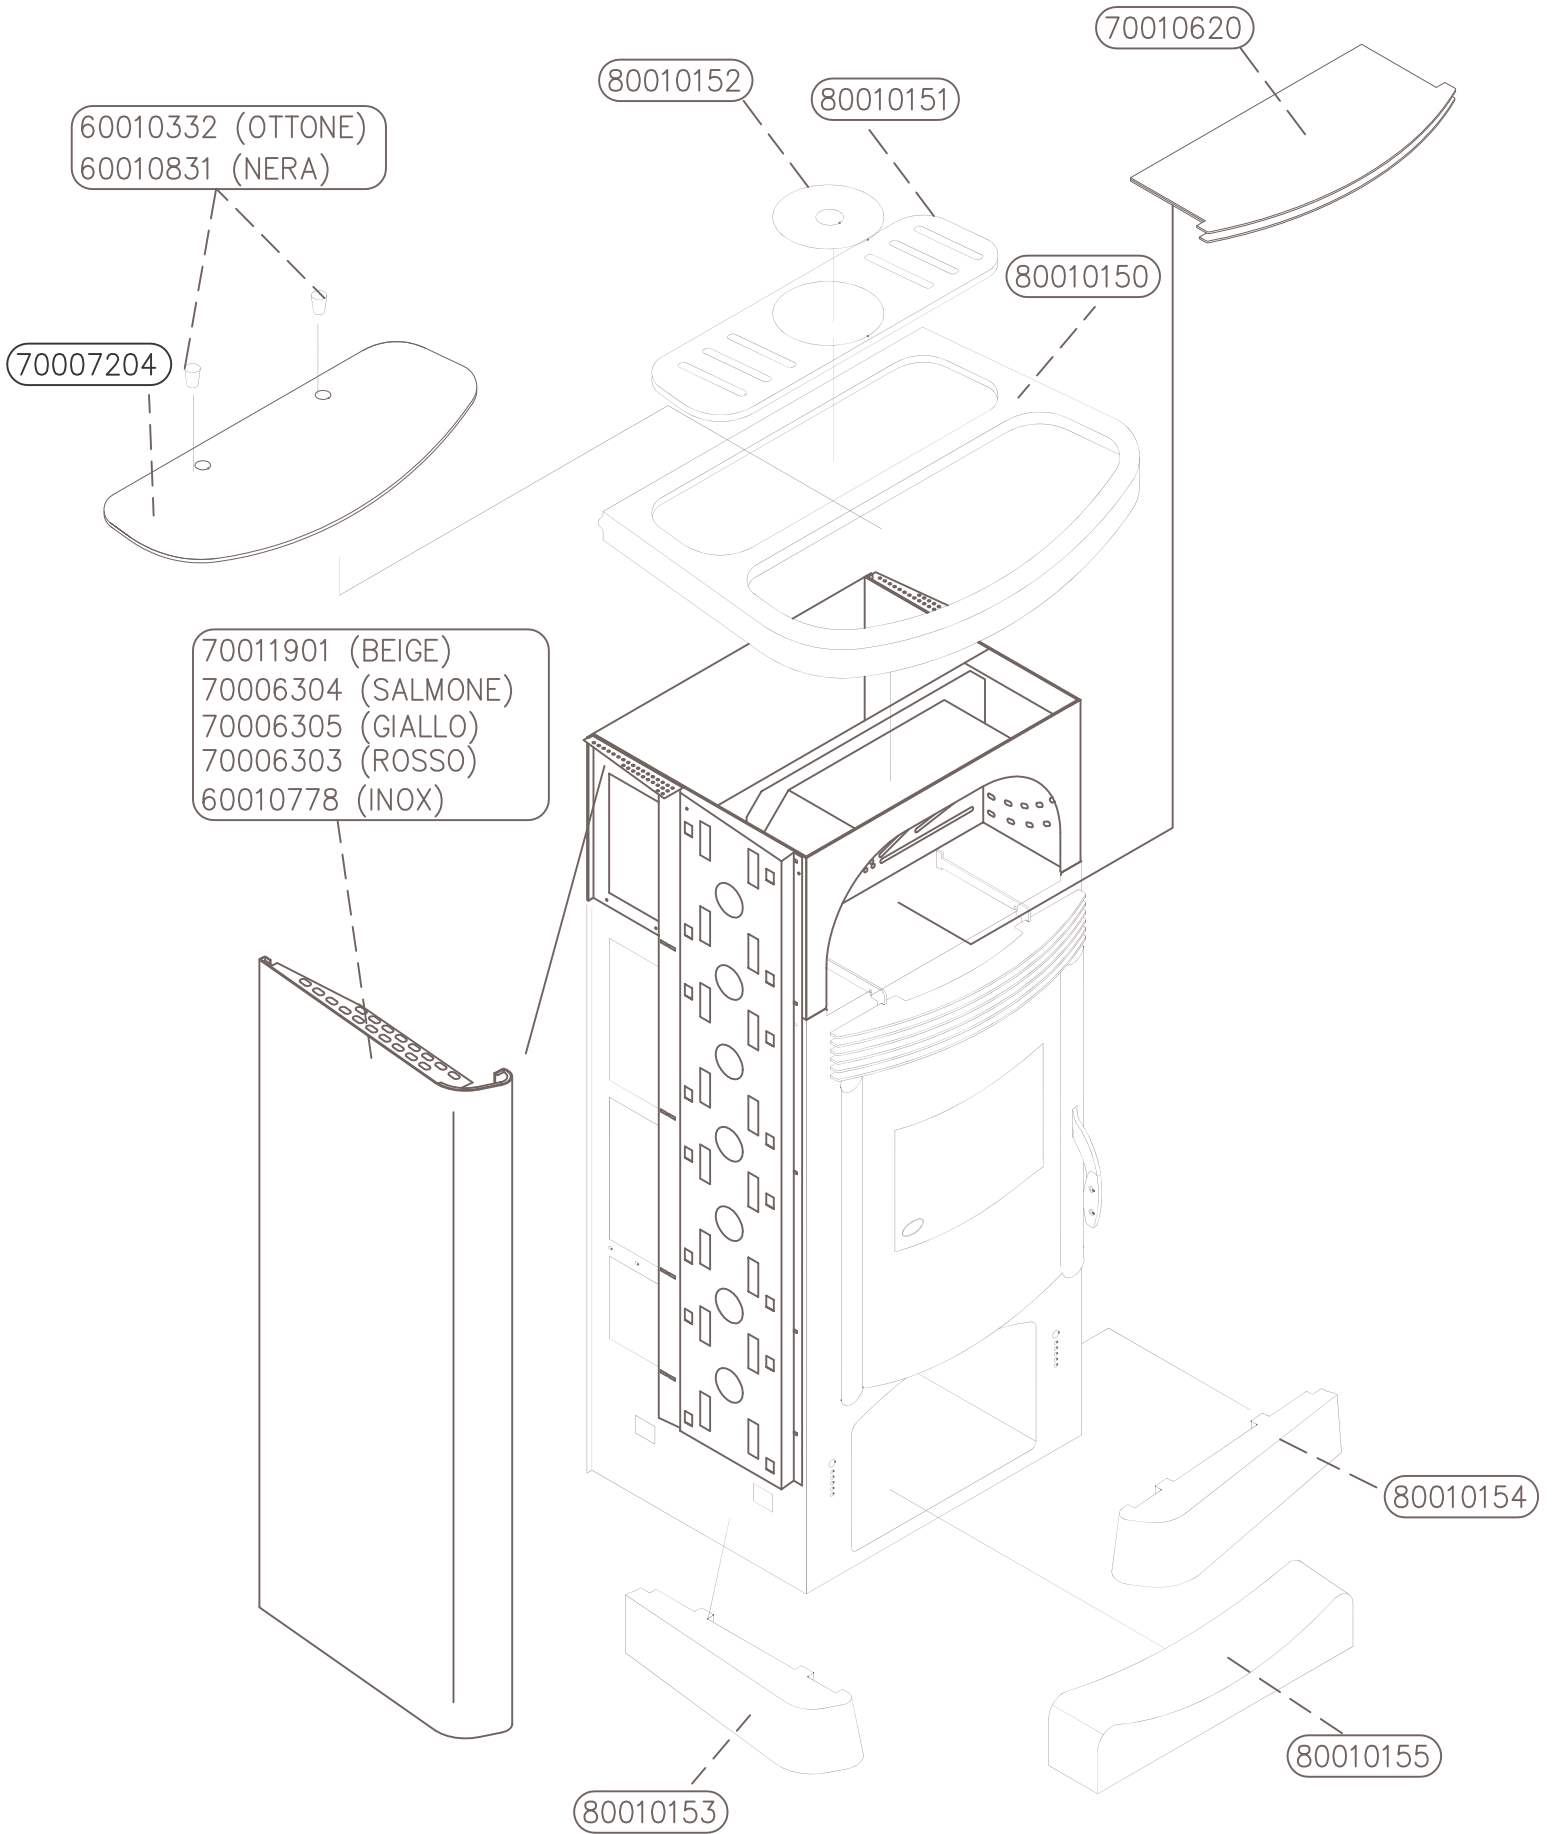 70010620
80010152
80010151
60010332 (OTTONE)
60010831 (NERA)
80010150
70007204
70011901 (BEIGE)
70006304 (SALMONE)
70006305 (GIALLO)
70006303 (ROSSO)
60010778 (INOX)
80010154
80010155
80010153